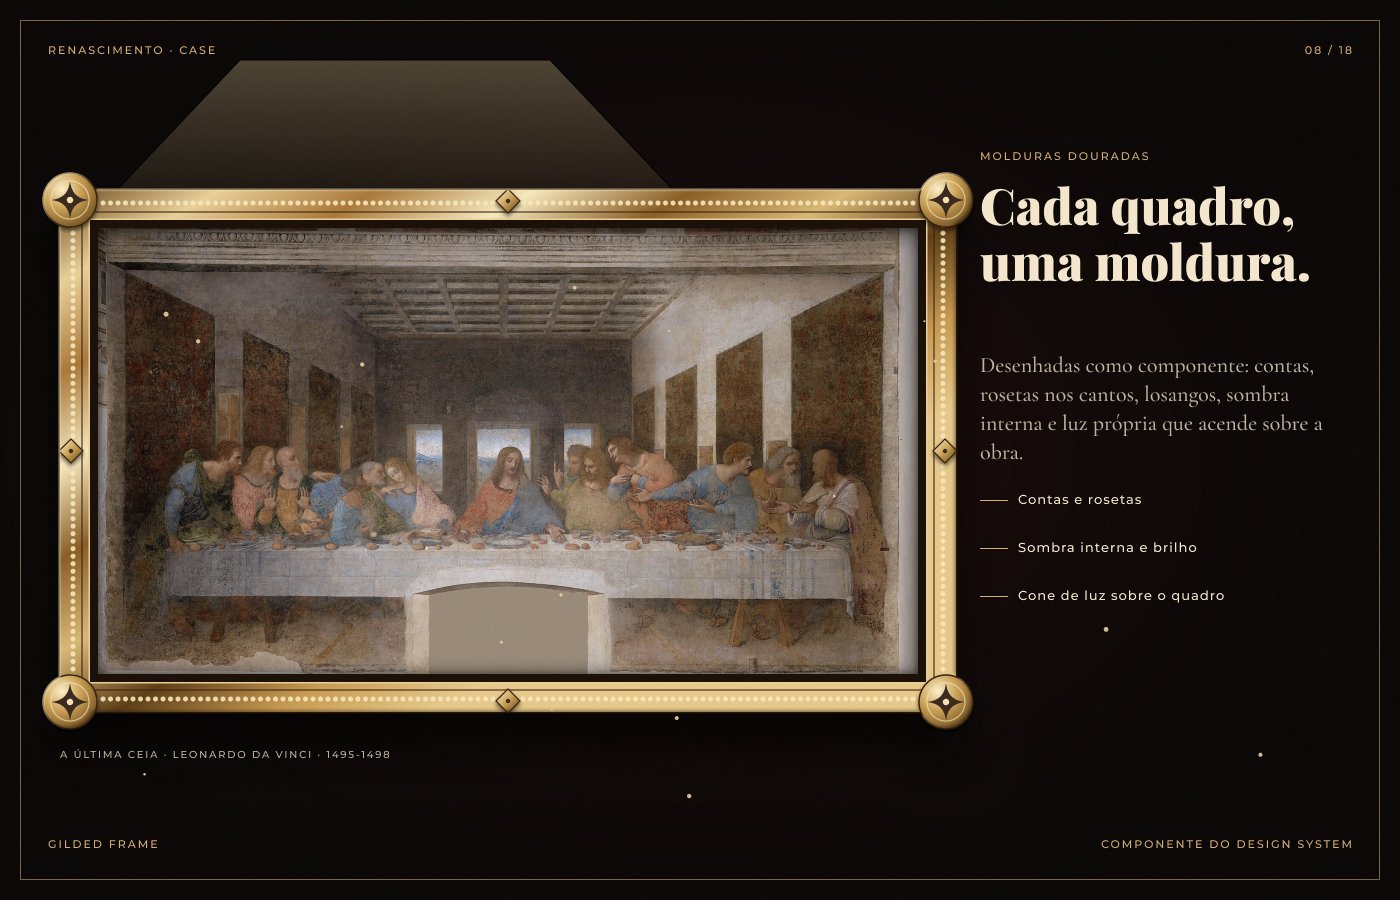 RENASCIMENTO · CASE
08 / 18
MOLDURAS DOURADAS
Cada quadro,
uma moldura.
Desenhadas como componente: contas,
rosetas nos cantos, losangos, sombra
interna e luz própria que acende sobre a
obra.
Contas e rosetas
Sombra interna e brilho
Cone de luz sobre o quadro
A ÚLTIMA CEIA · LEONARDO DA VINCI · 1495-1498
GILDED FRAME
COMPONENTE DO DESIGN SYSTEM